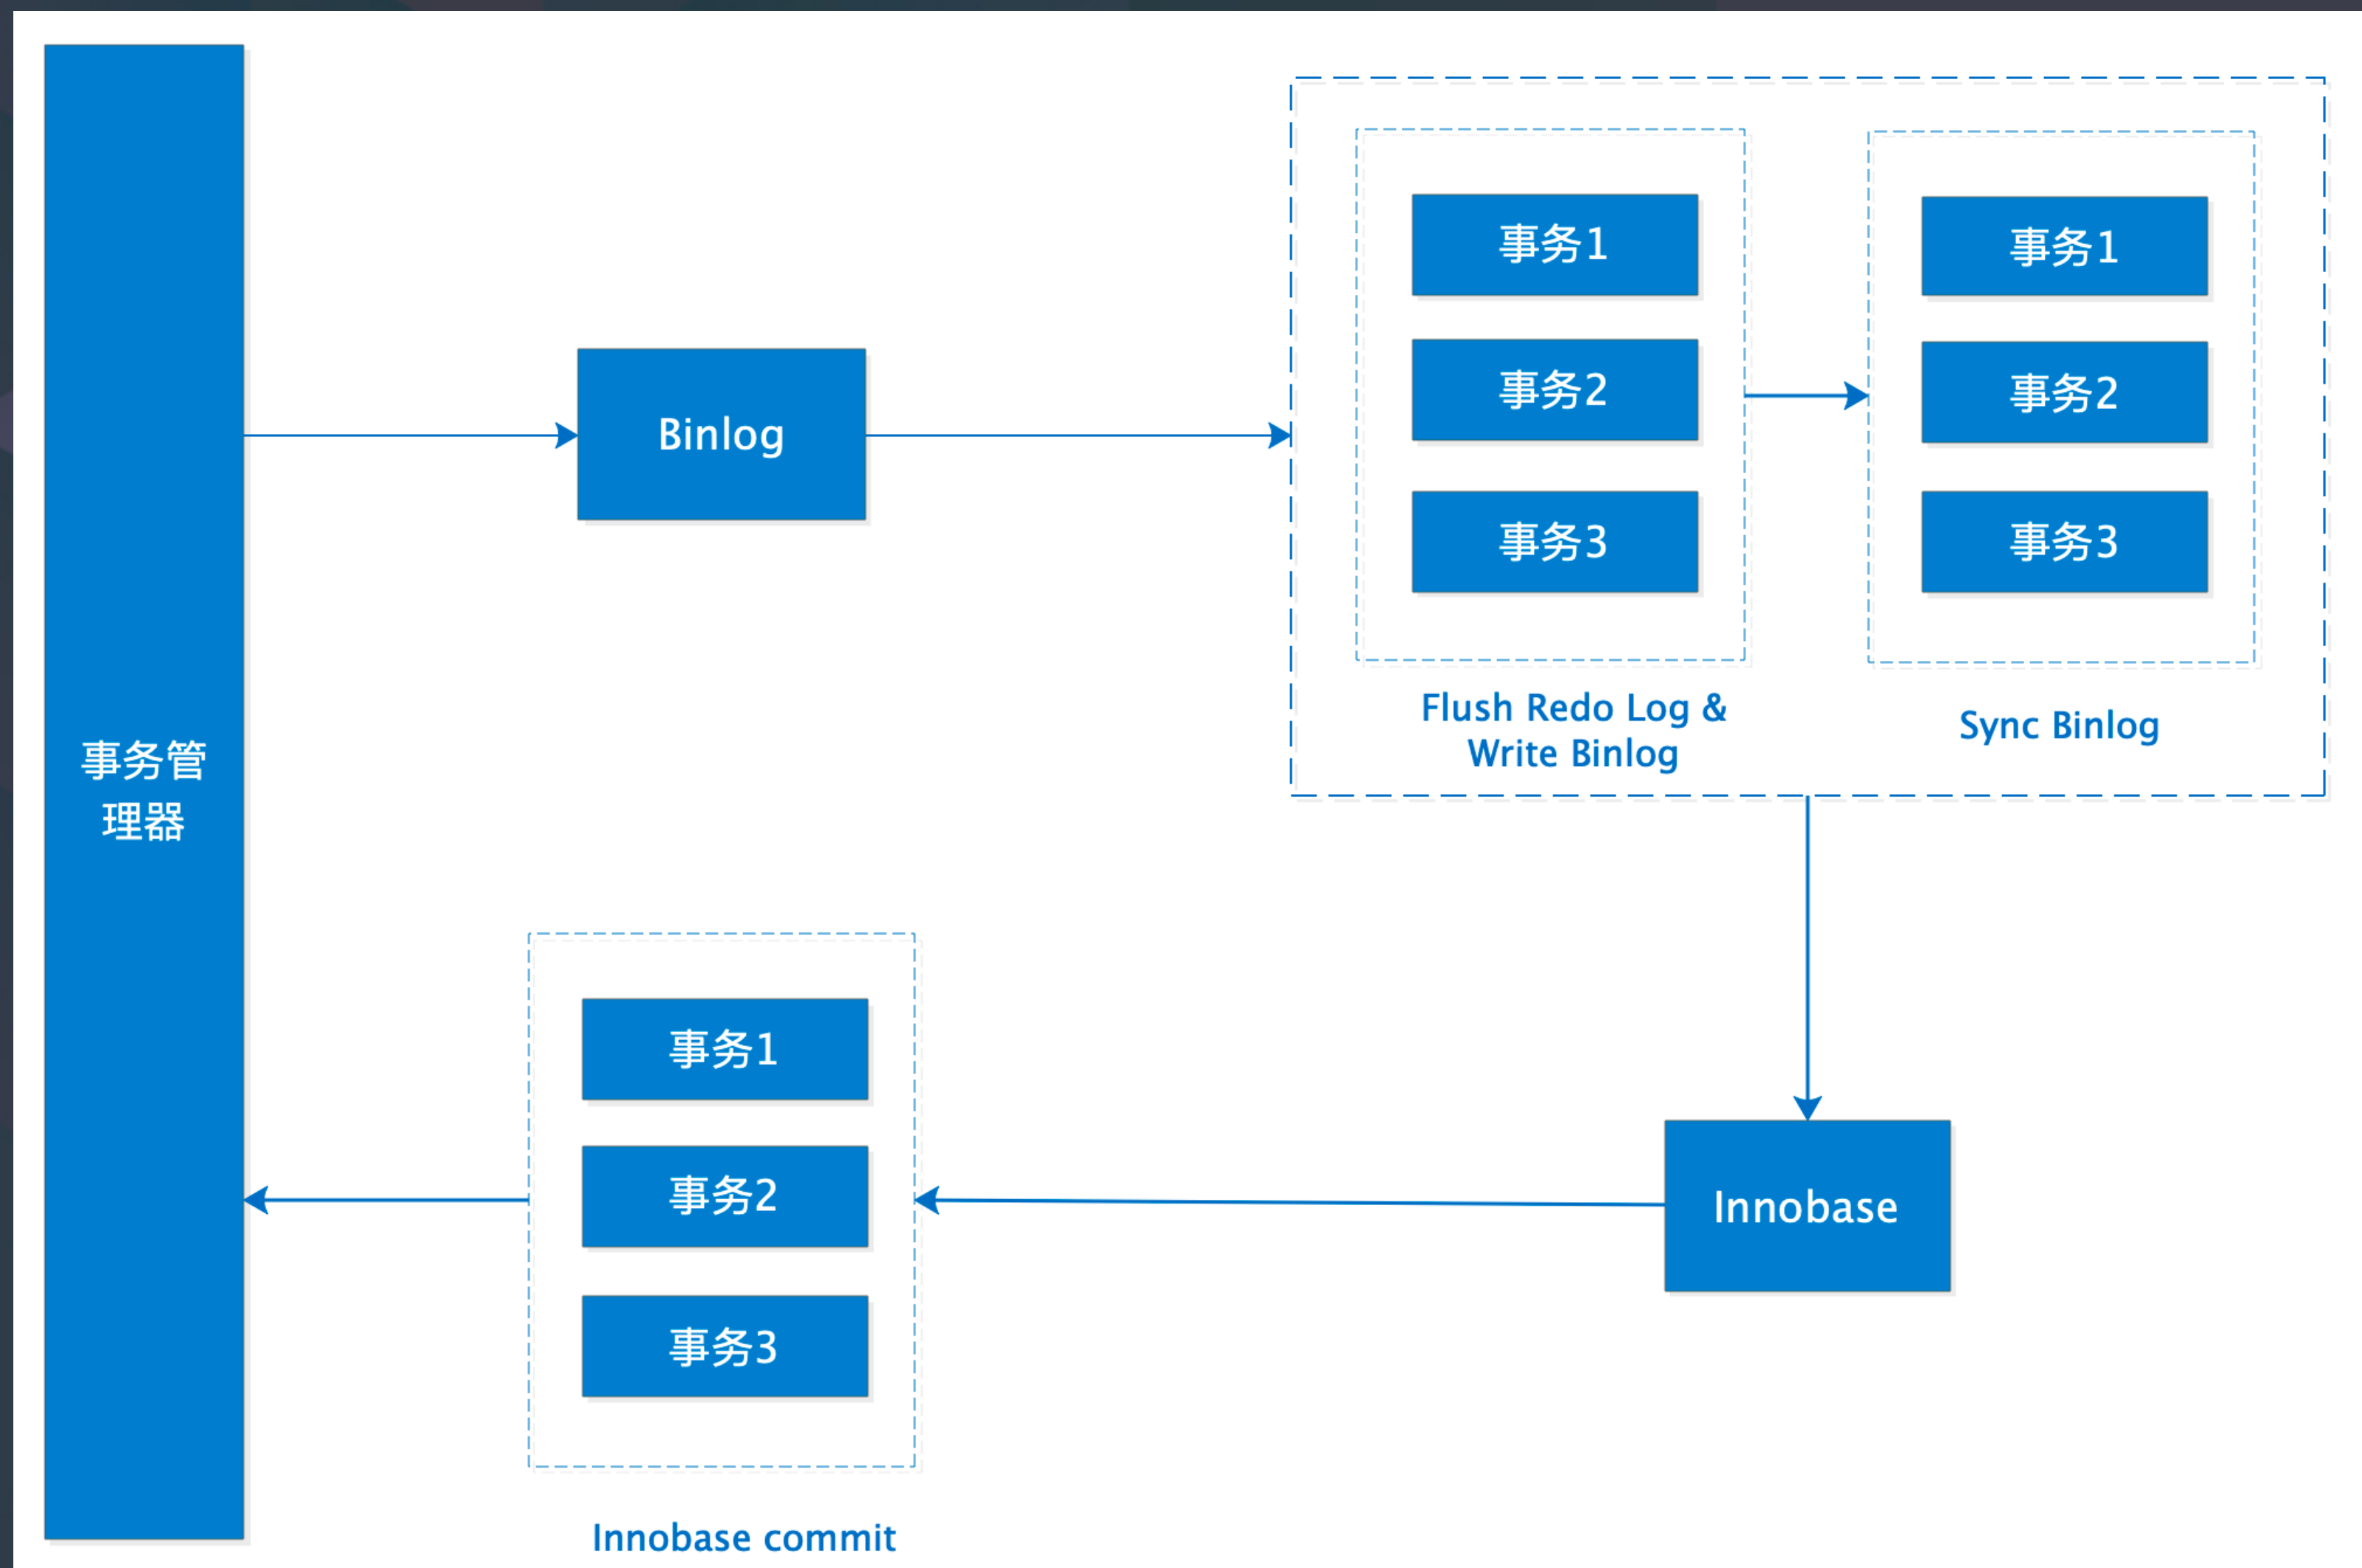 事务管
理器
Binlog
事务1
事务2
事务3
Flush Redo Log &
Write Binlog
事务1
事务2
事务3
Sync Binlog
Innobase
事务1
事务2
事务3
Innobase commit